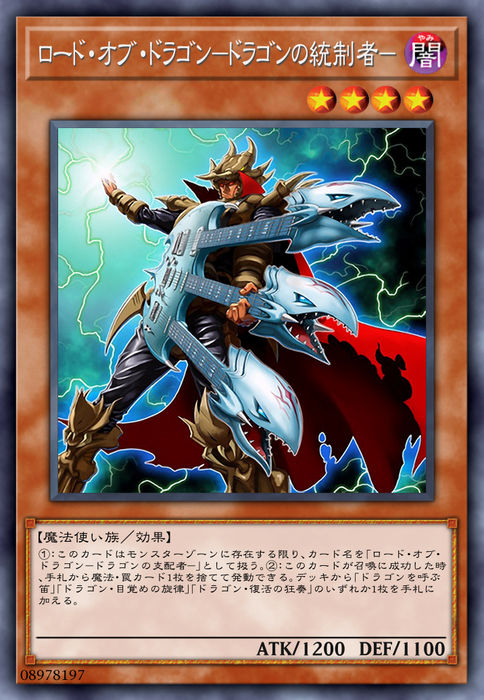 ロード・オブ・ドラゴン－ドラゴンの統制者－
やみ
闇
【魔法使い族／効果】
①:このカードはモンスターゾーンに存在する限り、カード名を「ロード・オブ・
ドラゴン－ドラゴンの支配者－」として扱う。②:このカードが召喚に成功した時
、手札から魔法・罠カード1枚を捨てて発動できる。デッキから「ドラゴンを呼ぶ
笛」「ドラゴン・目覚めの旋律」「ドラゴン・復活の狂奏」のいずれか1枚を手札に
加える。
ATK/1200 DEF/1100
08978197